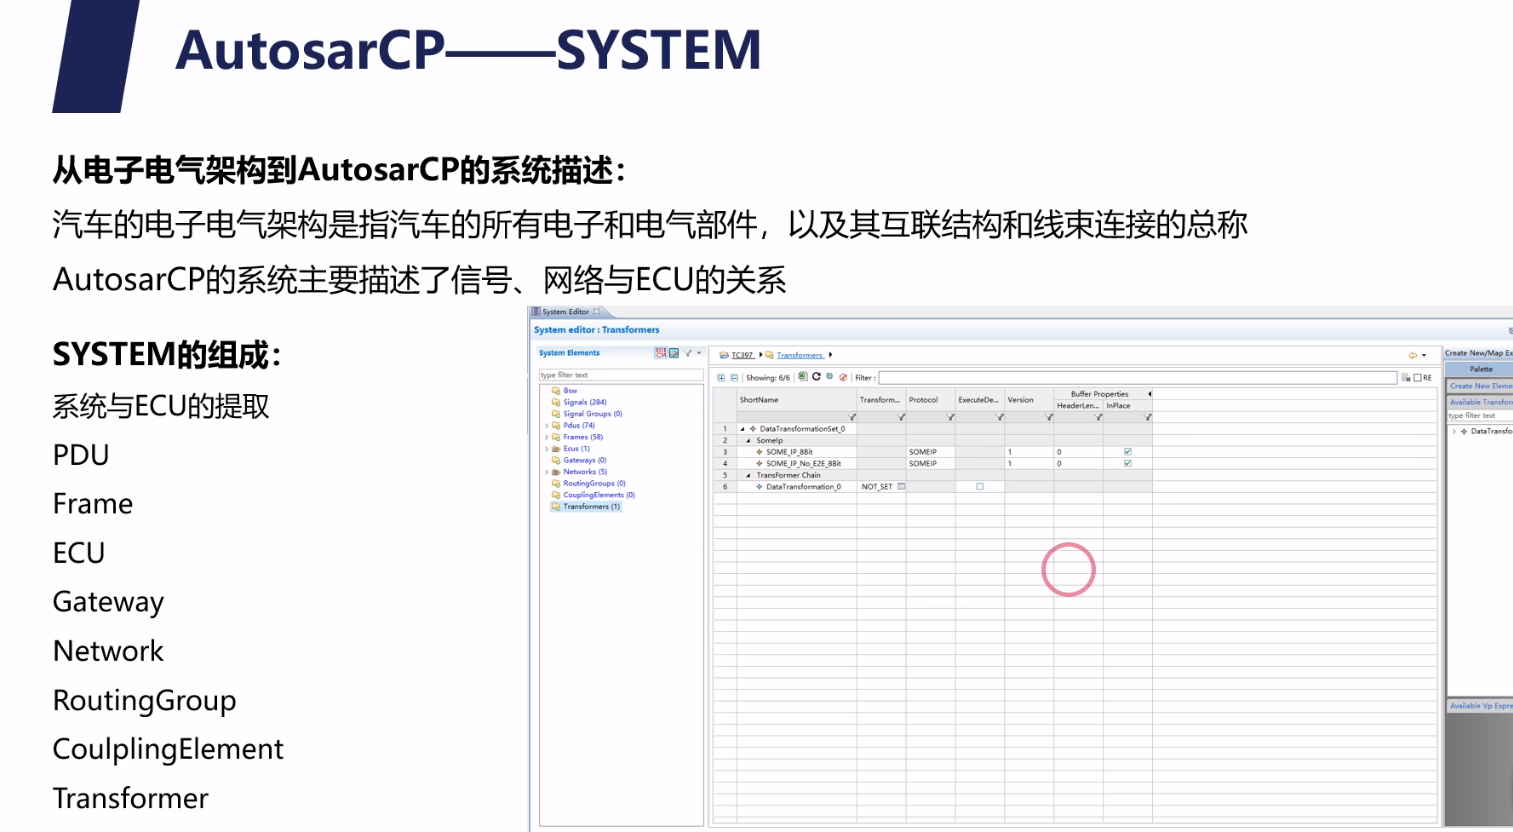 AutosarCP——SYSTEM
从电子电气架构到AutosarCP的系统描述：
汽车的电子电气架构是指汽车的所有电子和电气部件，以及其互联结构和线束连接的总称
AutosarCP的系统主要描述了信号、网络与ECU的关系
SYSTEM的组成：
系统与ECU的提取
PDU
Frame
ECU
Gateway
Network
RoutingGroup
CoulplingElement
Transformer
System Editor
System editor : Transformers
System Elements
type filter text
Bsw
Signals (284)
Signal Groups (0)
Pdus (74)
Frames (58)
Ecus (1)
Gateways (0)
Networks (5)
RoutingGroups (0)
CouplingElements (0)
Transformers (1)
TC397 Transformers
Showing: 6/6 Filter : RE
ShortName Transform... Protocol ExecuteDe... Version Buffer Properties
HeaderLen... InPlace
1 DataTransformationSet_0
2 SomeIp
3 SOME_IP_8Bit SOMEIP 1 0
4 SOME_IP_No_E2E_8Bit SOMEIP 1 0
5 Transformer Chain
6 DataTransformation_0 NOT_SET
Create New/Map Ex
Palette
Create New Eleme
Available Transfor
type filter text
DataTransfo
Available Vp Expre